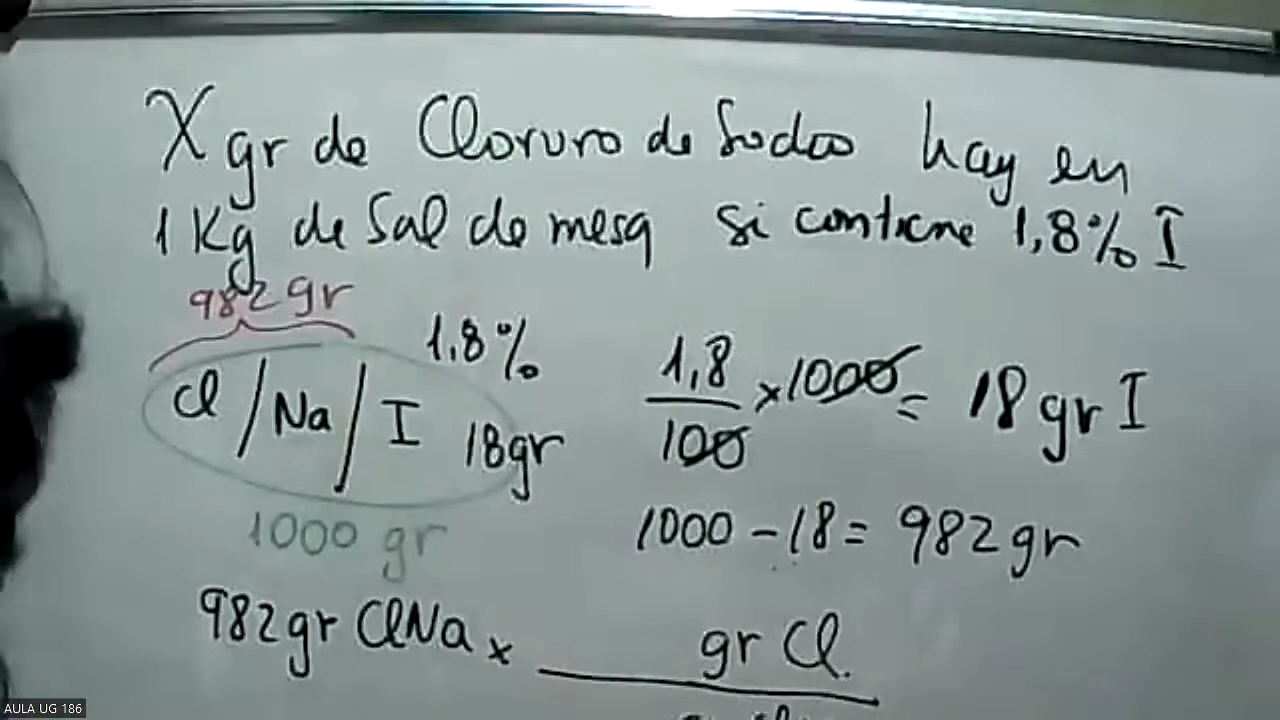 X gr de Cloruro de Sodio hay en
1 Kg de Sal de mesa si contiene 1,8% I
982 gr
1.8%
Cl / Na / I 18gr
1000 gr
1,8/100 x 1000 = 18 gr I
1000 - 18 = 982 gr
982 gr ClNa x gr Cl.
AULA UG 186